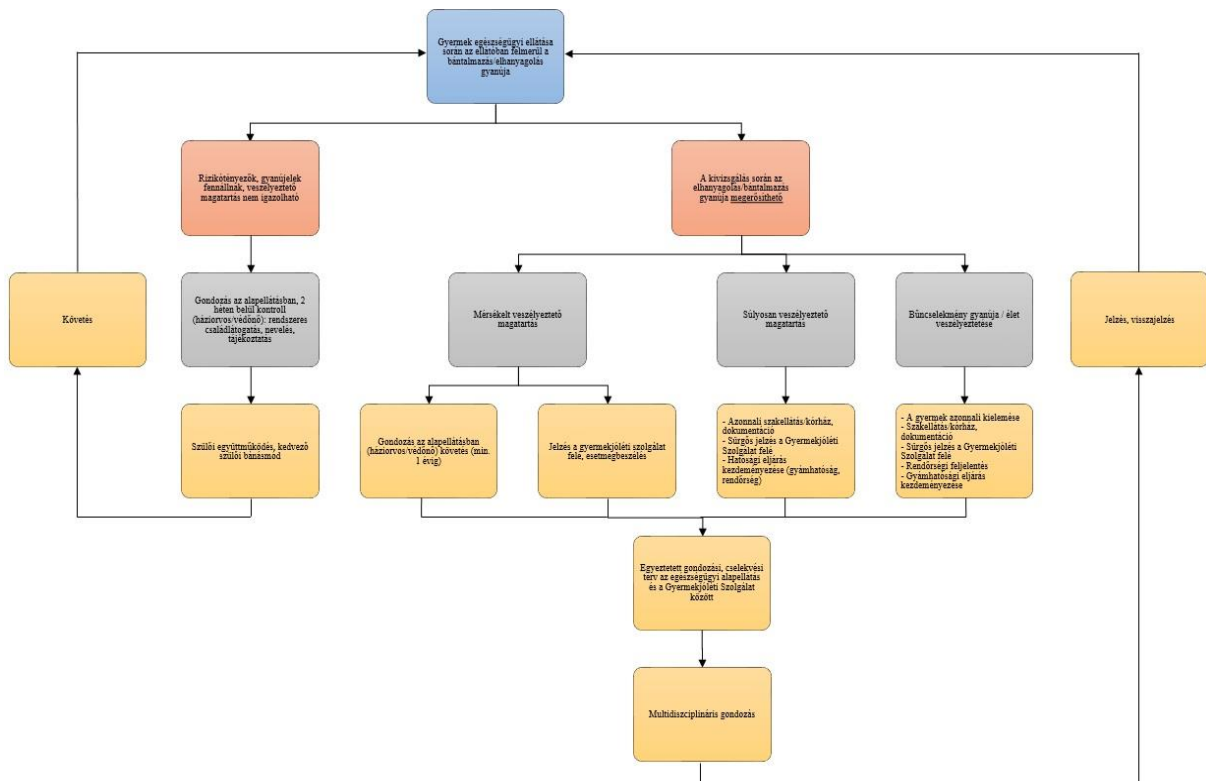 Gyermek egészségügyi ellátása
során az ellátóban felmerül a
bántalmazás/elhanyagolás
gyanúja
Rizikótényezők, gyanújelek
fennállnak, veszélyeztető
magatartás nem igazolható
A kivizsgálás során az
elhanyagolás/bántalmazás
gyanúja megerősíthető
Követés
Gondozás az alapellátásban, 2
héten belül kontroll
(háziorvos/védőnő): rendszeres
családlátogatás, nevelés,
tájékoztatás
Mérsékelt veszélyeztető
magatartás
Súlyosan veszélyeztető
magatartás
Bűncselekmény gyanúja / élet
veszélyeztetése
Jelzés, visszajelzés
Szülői együttműködés, kedvező
szülői bánásmód
Gondozás az alapellátásban
(háziorvos/védőnő) követés (min.
1 évig)
Jelzés a gyermekjóléti szolgálat
felé, esetmegbeszélés
- Azonnali szakellátás/kórház,
dokumentáció
- Sürgős jelzés a Gyermekjóléti
Szolgálat felé
- Hatósági eljárás
kezdeményezése (gyámhatóság,
rendőrség)
- A gyermek azonnali kiemelése
- Szakellátás/kórház,
dokumentáció
- Sürgős jelzés a Gyermekjóléti
Szolgálat felé
- Rendőrségi feljelentés
- Gyámhatósági eljárás
kezdeményezése
Egyeztetett gondozási, cselekvési
terv az egészségügyi alapellátás
és a Gyermekjóléti Szolgálat
között
Multidiszciplináris gondozás